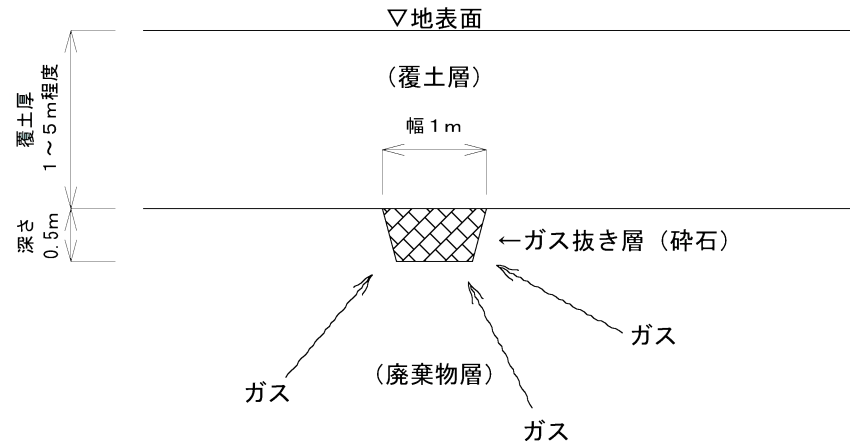 ▽地表面
(覆土層)
覆土厚
1～5m程度
幅1m
深さ
0.5m
←ガス抜き層(砕石)
ガス
(廃棄物層)
ガス
ガス